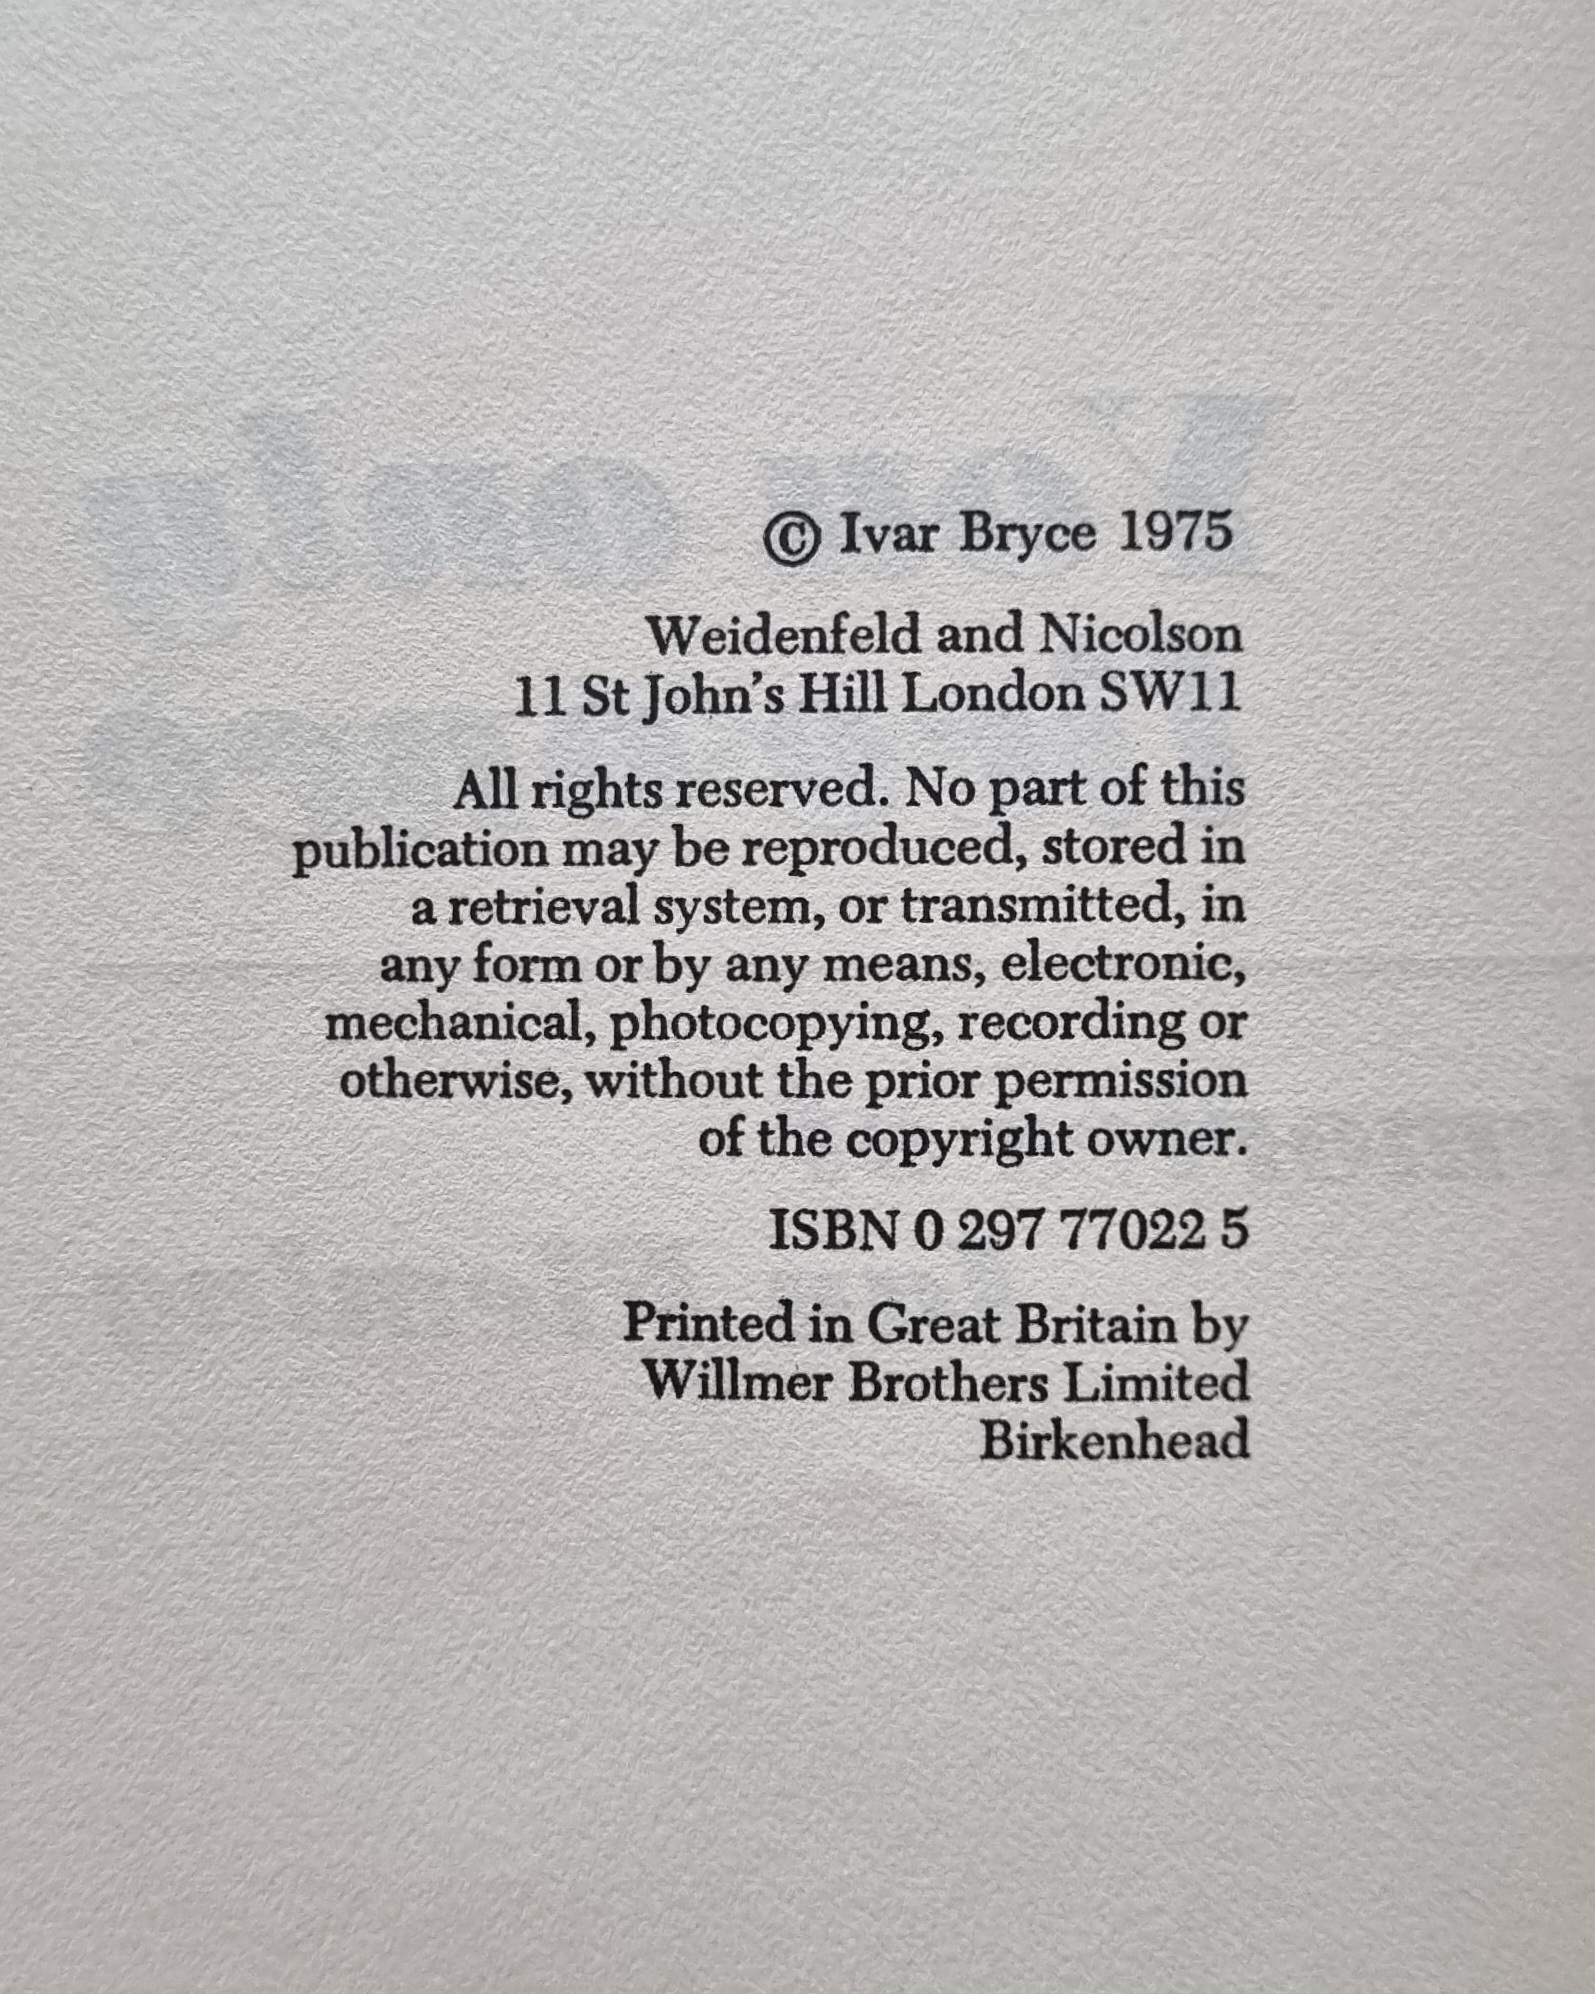 © Ivar Bryce 1975
Weidenfeld and Nicolson
11 St John's Hill London SW11
All rights reserved. No part of this
publication may be reproduced, stored in
a retrieval system, or transmitted, in
any form or by any means, electronic,
mechanical, photocopying, recording or
otherwise, without the prior permission
of the copyright owner.
ISBN 0 297 77022 5
Printed in Great Britain by
Willmer Brothers Limited
Birkenhead